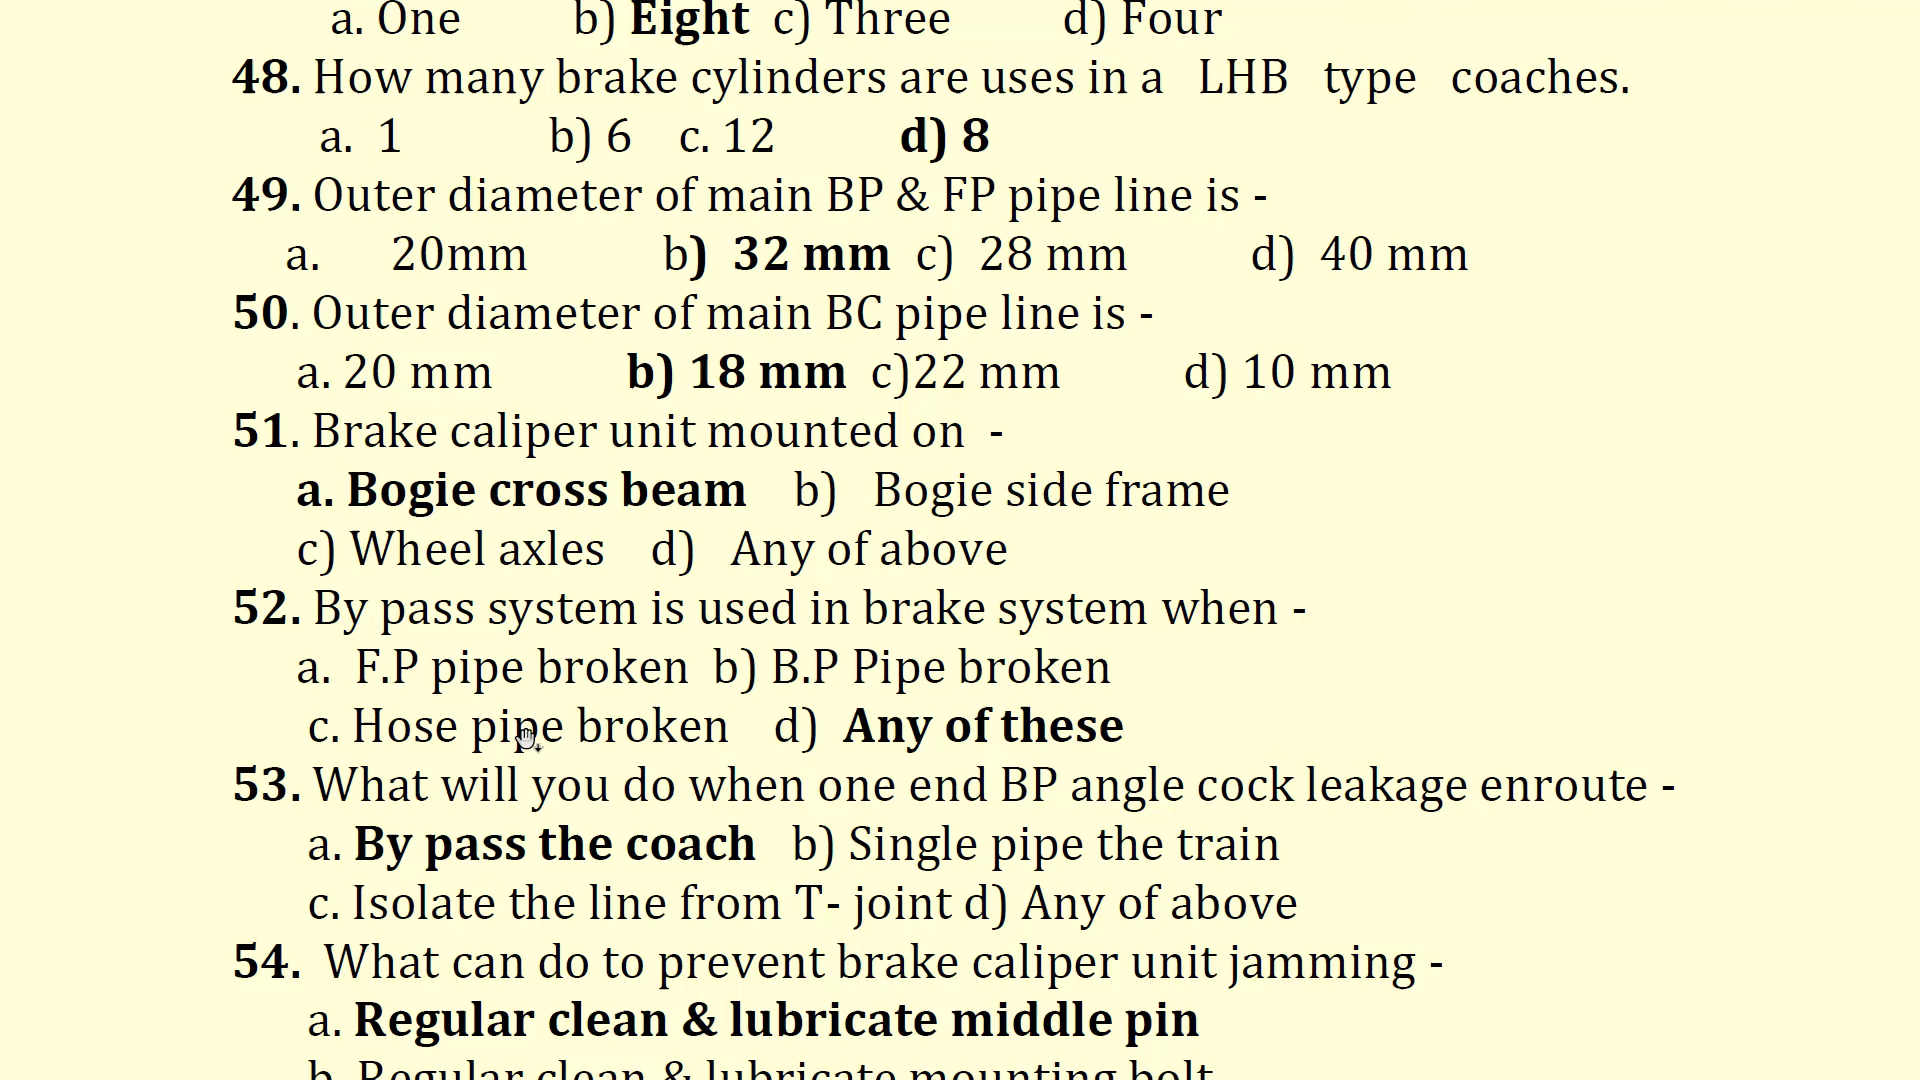 a. One b) Eight c) Three d) Four
48. How many brake cylinders are uses in a LHB type coaches.
a. 1 b) 6 c. 12 d) 8
49. Outer diameter of main BP & FP pipe line is -
a. 20mm b) 32 mm c) 28 mm d) 40 mm
50. Outer diameter of main BC pipe line is -
a. 20 mm b) 18 mm c)22 mm d) 10 mm
51. Brake caliper unit mounted on -
a. Bogie cross beam b) Bogie side frame
c) Wheel axles d) Any of above
52. By pass system is used in brake system when -
a. F.P pipe broken b) B.P Pipe broken
c. Hose pipe broken d) Any of these
53. What will you do when one end BP angle cock leakage enroute -
a. By pass the coach b) Single pipe the train
c. Isolate the line from T- joint d) Any of above
54. What can do to prevent brake caliper unit jamming -
a. Regular clean & lubricate middle pin
b. Regular clean & lubricate mounting bolt